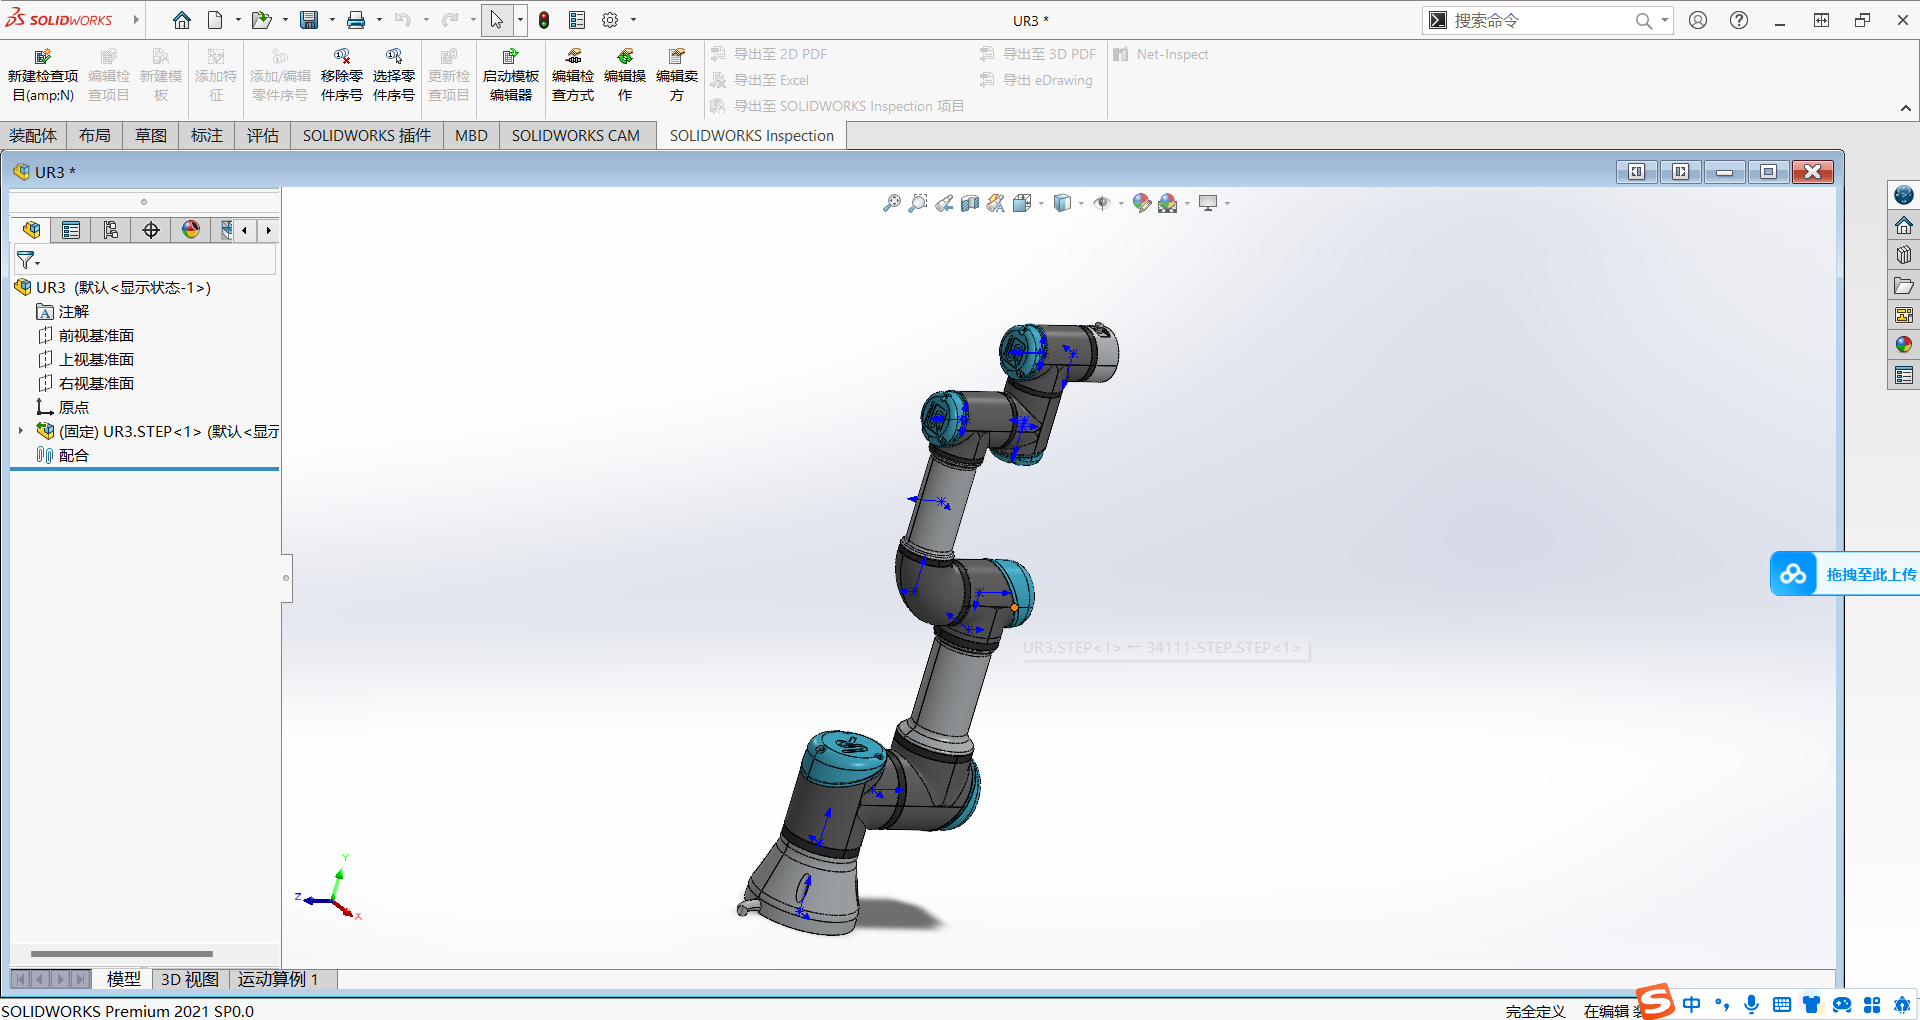 SOLIDWORKS
UR3 *
搜索命令
新建检查项目(amp;N)
编辑检查项目
新建模板
添加特征
添加/编辑零件序号
移除零件序号
选择零件序号
更新检查项目
启动模板编辑器
编辑检查方式
编辑操作
编辑卖方
导出至 2D PDF
导出至 Excel
导出至 SOLIDWORKS Inspection 项目
导出至 3D PDF
导出 eDrawing
Net-Inspect
装配体 布局 草图 标注 评估 SOLIDWORKS 插件 MBD SOLIDWORKS CAM SOLIDWORKS Inspection
UR3 *
UR3 (默认<显示状态-1>)
注解
前视基准面
上视基准面
右视基准面
原点
(固定) UR3.STEP<1> (默认<显示
配合
UR3.STEP<1> ← 34111-STEP.STEP<1>
拖拽至此上传
Y
Z
X
模型 3D 视图 运动算例 1
SOLIDWORKS Premium 2021 SP0.0
完全定义 在编辑
中